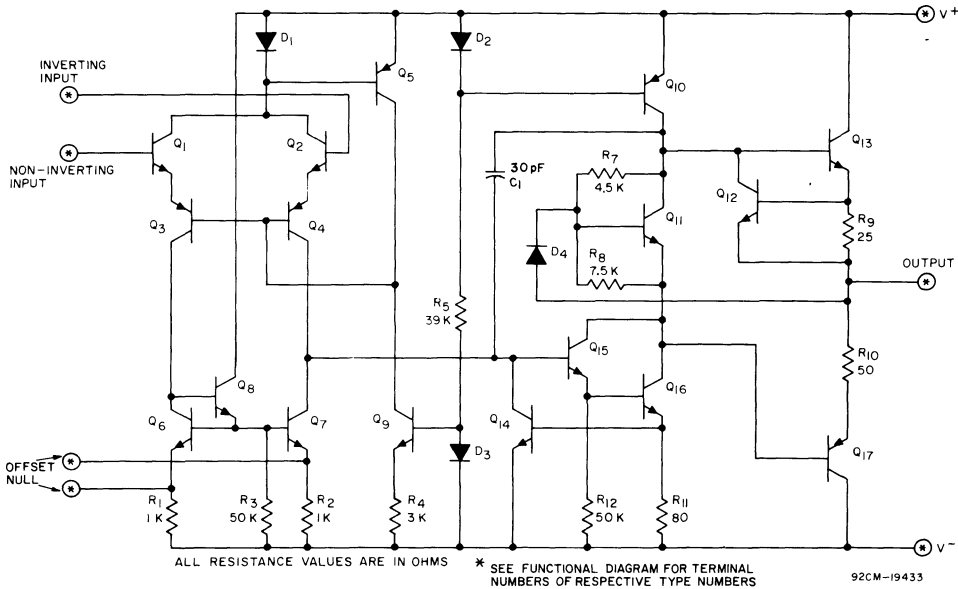 V+
D1
D2
INVERTING
INPUT
Q5
Q10
Q1
Q2
Q13
NON-INVERTING
INPUT
30 pF
C1
R7
4.5 K
Q12
Q3
Q4
Q11
R9
25
D4
R8
7.5 K
OUTPUT
R5
39 K
Q15
R10
50
Q8
Q16
Q6
Q7
Q9
Q14
D3
Q17
OFFSET
NULL
R1
1 K
R3
50 K
R2
1 K
R4
3 K
R12
50 K
R11
80
V-
ALL RESISTANCE VALUES ARE IN OHMS
* SEE FUNCTIONAL DIAGRAM FOR TERMINAL
NUMBERS OF RESPECTIVE TYPE NUMBERS
92CM-19433